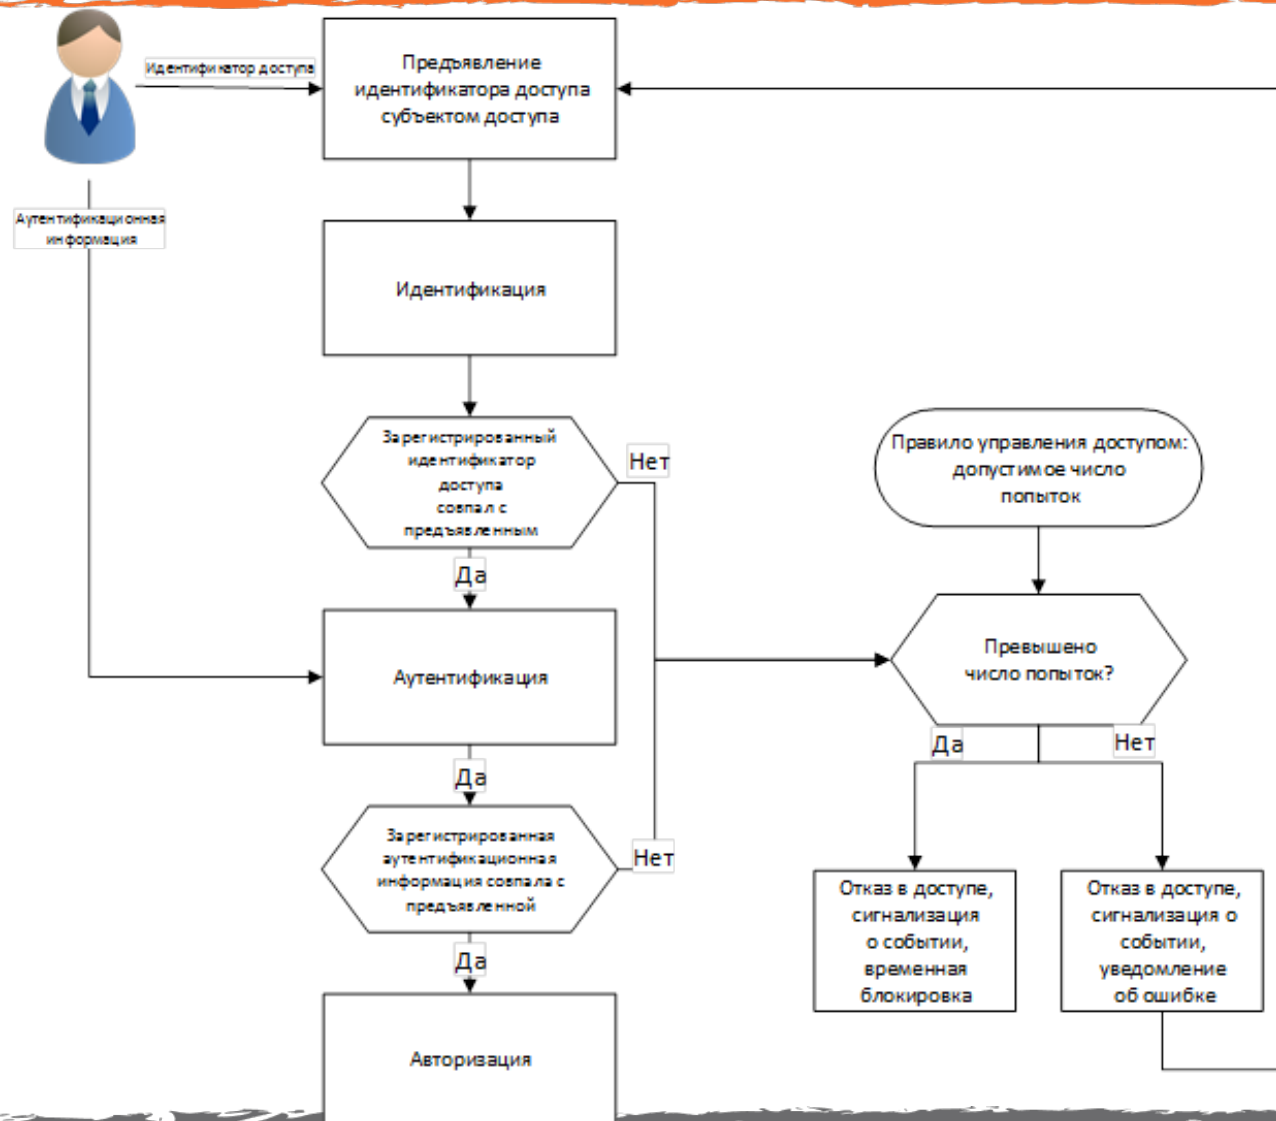 Идентификатор доступа
Предъявление
идентификатора доступа
субъектом доступа
Аутентификационная
информация
Идентификация
Зарегистрированный
идентификатор
доступа
совпал с
предъявленным
Нет
Да
Правило управления доступом:
допустимое число
попыток
Аутентификация
Превышено
число попыток?
Да
Нет
Да
Зарегистрированная
аутентификационная
информация совпала с
предъявленной
Нет
Да
Отказ в доступе,
сигнализация
о событии,
временная
блокировка
Отказ в доступе,
сигнализация о
событии,
уведомление
об ошибке
Авторизация